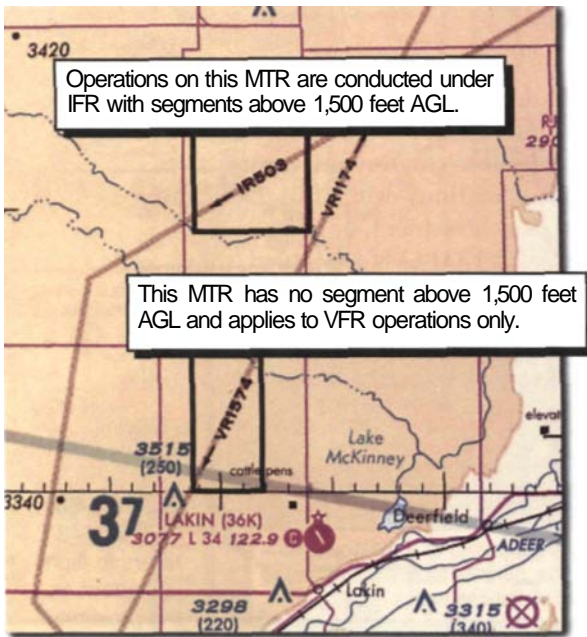 3420
Operations on this MTR are conducted under
IFR with segments above 1,500 feet AGL.
290
IR503
VR1174
This MTR has no segment above 1,500 feet
AGL and applies to VFR operations only.
VR1574
3515
(250)
cattle pens
Lake
McKinney
elevat
3340
37
LAKIN (36K)
3077 L 34 122.9 C
Deerfield
ADEER
Lakin
3298
(220)
3315
(340)